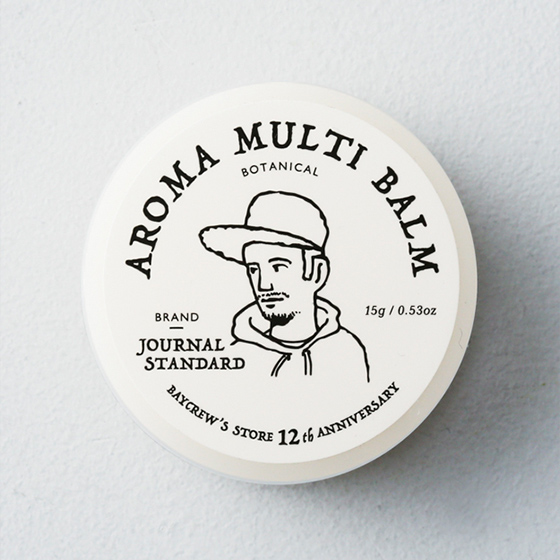 AROMA MULTI BALM
BOTANICAL
15g / 0.53oz
BRAND
JOURNAL
STANDARD
BAYCREW'S STORE 12th ANNIVERSARY